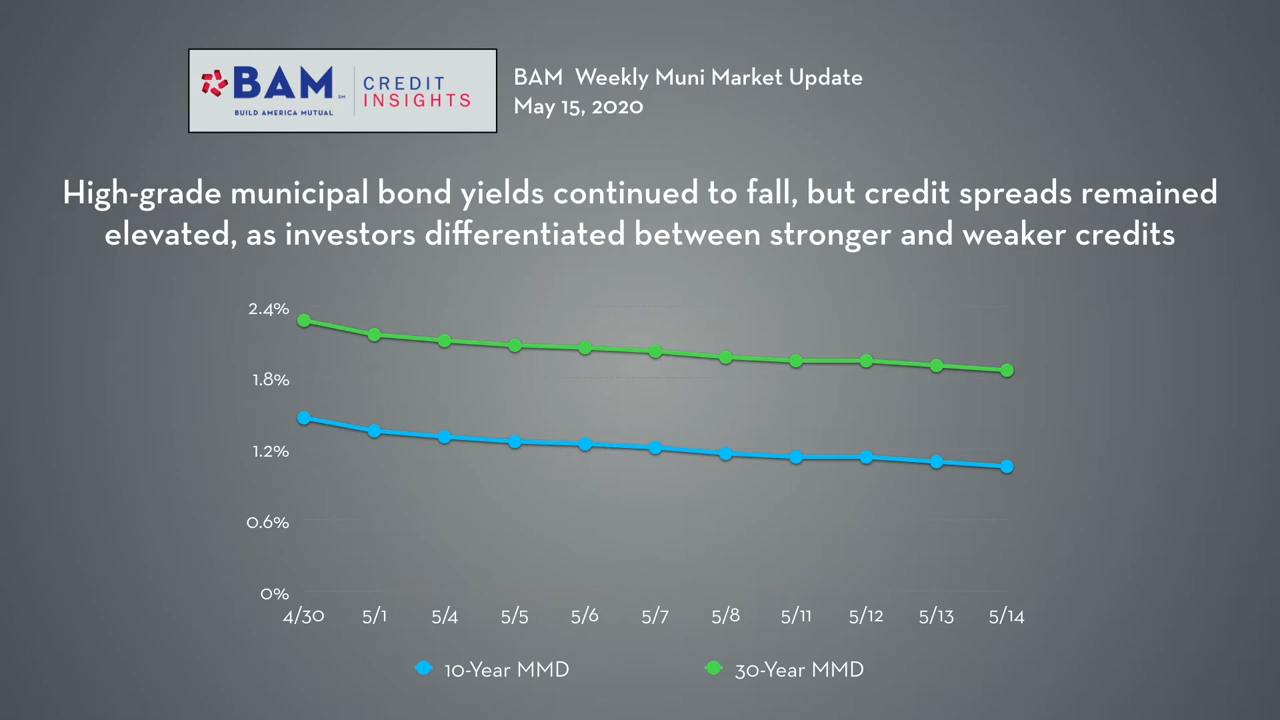 BAM SM
CREDIT
INSIGHTS
BUILD AMERICA MUTUAL
BAM Weekly Muni Market Update
May 15, 2020
High-grade municipal bond yields continued to fall, but credit spreads remained
elevated, as investors differentiated between stronger and weaker credits
2.4%
1.8%
1.2%
0.6%
0%
4/30 5/1 5/4 5/5 5/6 5/7 5/8 5/11 5/12 5/13 5/14
10-Year MMD 30-Year MMD